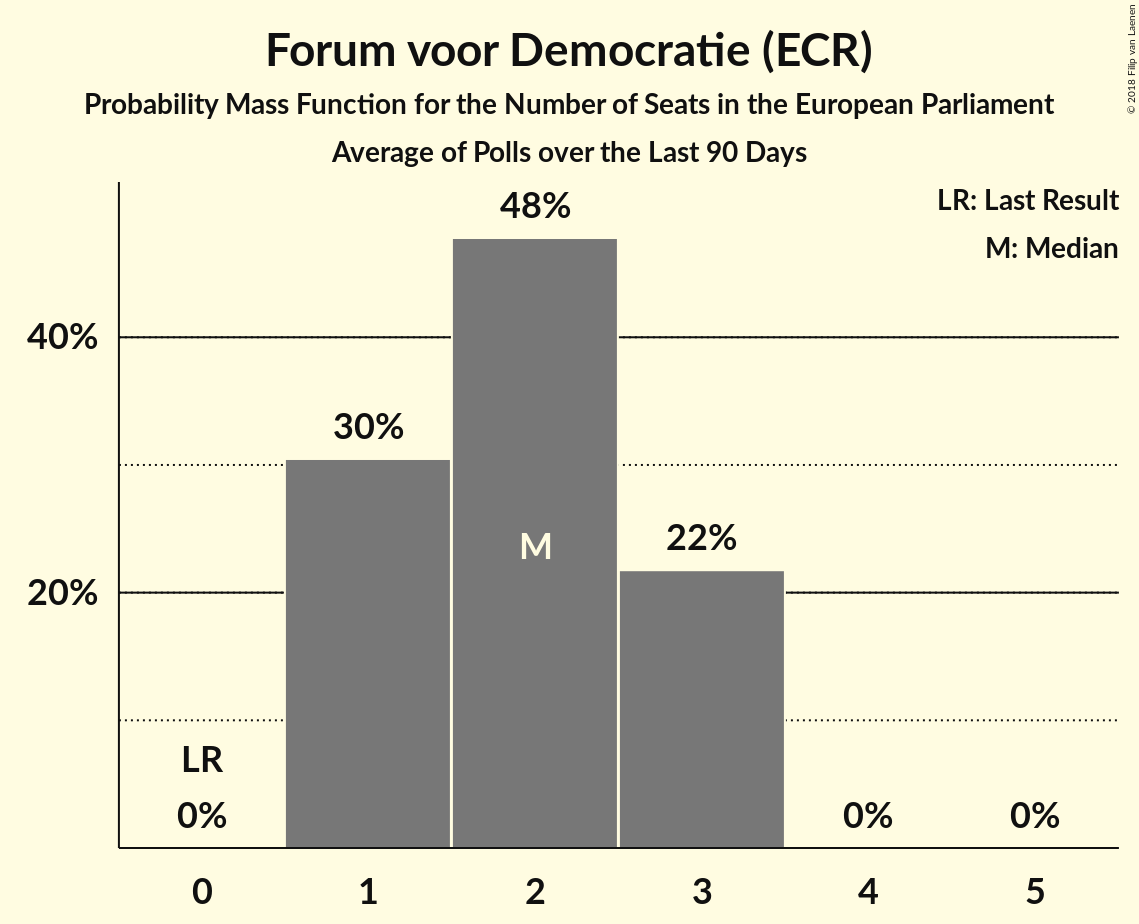 Forum voor Democratie (ECR)
Probability Mass Function for the Number of Seats in the European Parliament
Average of Polls over the Last 90 Days
© 2018 Filip van Laenen
LR: Last Result
M: Median
48%
40%
30%
M
22%
20%
LR
0%
0%
0%
0 1 2 3 4 5